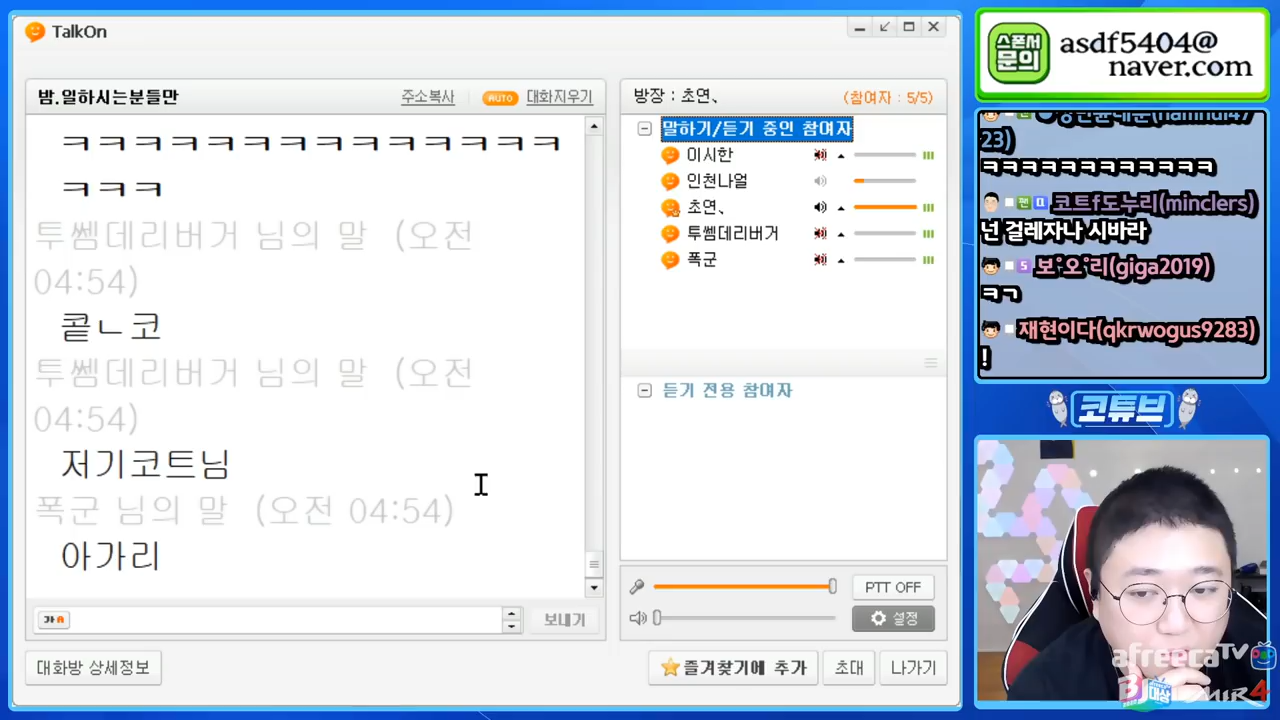 TalkOn
밤.일하시는분들만
주소복사
AUTO 대화지우기
ㅋㅋㅋㅋㅋㅋㅋㅋㅋㅋㅋㅋㅋㅋ
ㅋㅋㅋ
투쎔데리버거 님의 말 (오전
04:54)
콭ㄴ코
투쎔데리버거 님의 말 (오전
04:54)
저기코트님
폭군 님의 말 (오전 04:54)
아가리
가A
보내기
대화방 상세정보
방장 : 초연、
(참여자 : 5/5)
말하기/듣기 중인 참여자
이시한
인천나얼
초연、
투쎔데리버거
폭군
듣기 전용 참여자
PTT OFF
설정
즐겨찾기에 추가
초대
나가기
스폰서
문의
asdf5404@
naver.com
23)
ㅋㅋㅋㅋㅋㅋㅋㅋㅋㅋㅋㅋㅋ
팬 코트f도누리(minclers)
넌 걸레자나 시바라
S 보˚오˚리(giga2019)
ㅋㄱ
재현이다(qkrwogus9283)
!
코튜브
afreecaTV
BJ대상 MIR4